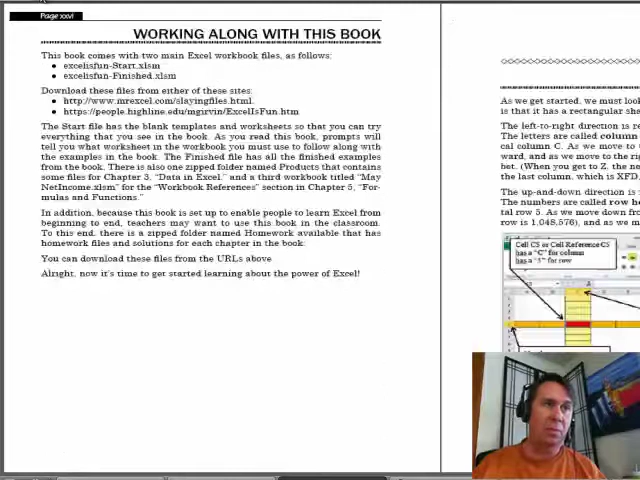 Page xxvi
WORKING ALONG WITH THIS BOOK
This book comes with two main Excel workbook files, as follows:
• excelisfun-Start.xlsm
• excelisfun-Finished.xlsm
Download these files from either of these sites:
• http://www.mrexcel.com/slayingfiles.html.
• https://people.highline.edu/mgirvin/ExcelIsFun.htm
The Start file has the blank templates and worksheets so that you can try
everything that you see in the book. As you read this book, prompts will
tell you what worksheet in the workbook you must use to follow along with
the examples in the book. The Finished file has all the finished examples
from the book. There is also one zipped folder named Products that contains
some files for Chapter 3, "Data in Excel," and a third workbook titled "May
NetIncome.xlsm" for the "Workbook References" section in Chapter 5, "For-
mulas and Functions."
In addition, because this book is set up to enable people to learn Excel from
beginning to end, teachers may want to use this book in the classroom.
To this end, there is a zipped folder named Homework available that has
homework files and solutions for each chapter in the book:
You can download these files from the URLs above
Alright, now it's time to get started learning about the power of Excel!
As we get started, we must look
is that it has a rectangular sha
The left-to-right direction is re
The letters are called column
cal column C. As we move to t
ward, and as we move to the rig
bet. (When you get to Z, the ne
the last column, which is XFD,
The up-and-down direction is
The numbers are called row he
tal row 5. As we move down fro
row is 1,048,576), and as we m
Cell C5 or Cell Reference C5
has a "C" for column
has a "5" for row